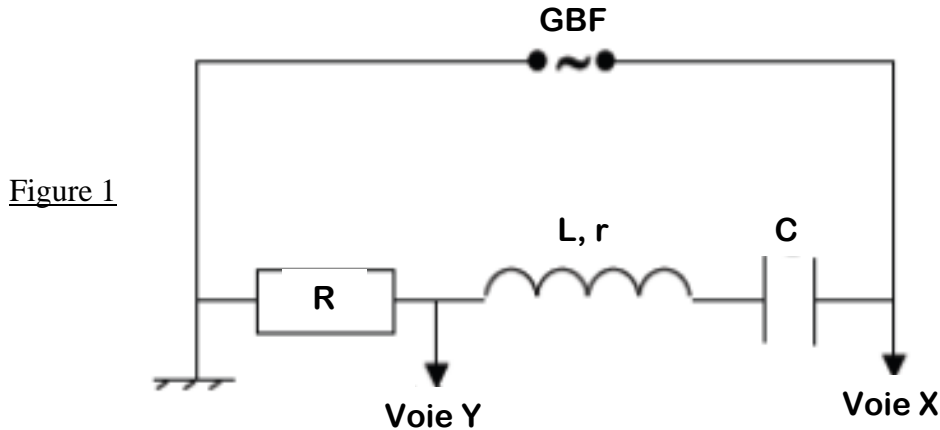 GBF
~
Figure 1
L, r
C
R
Voie Y
Voie X